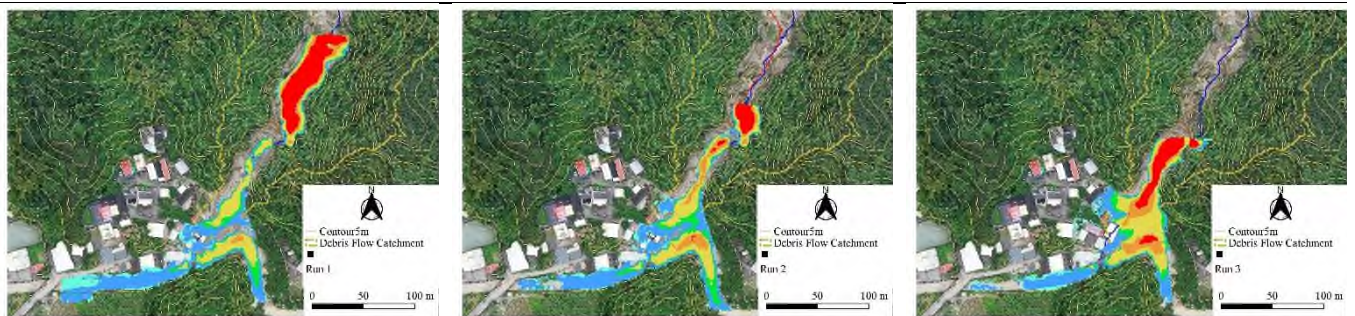 N
Contour5m
Debris Flow Catchment
Run 1
0 50 100 m
N
Contour5m
Debris Flow Catchment
Run 2
0 50 100 m
N
Contour5m
Debris Flow Catchment
Run 3
0 50 100 m